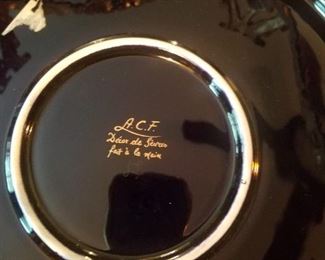 A.C.F.
Décor de Sèvres
fait à la main